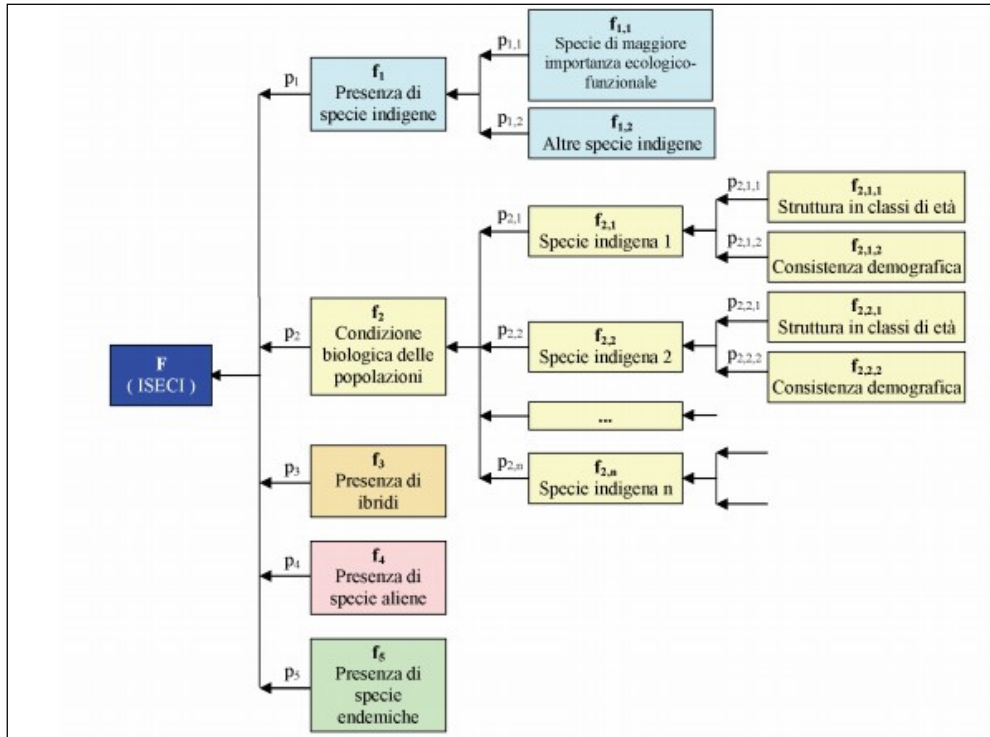 f1,1
Specie di maggiore
importanza ecologico-
funzionale
p1,1
p1
f1
Presenza di
specie indigene
p1,2
f1,2
Altre specie indigene
p2,1,1
f2,1,1
Struttura in classi di età
p2,1
f2,1
Specie indigena 1
p2,1,2
f2,1,2
Consistenza demografica
p2,2,1
f2,2,1
Struttura in classi di età
p2
f2
Condizione
biologica delle
popolazioni
p2,2
f2,2
Specie indigena 2
p2,2,2
f2,2,2
Consistenza demografica
F
( ISECI )
...
p3
f3
Presenza di
ibridi
p2,n
f2,n
Specie indigena n
p4
f4
Presenza di
specie aliene
p5
f5
Presenza di
specie
endemiche